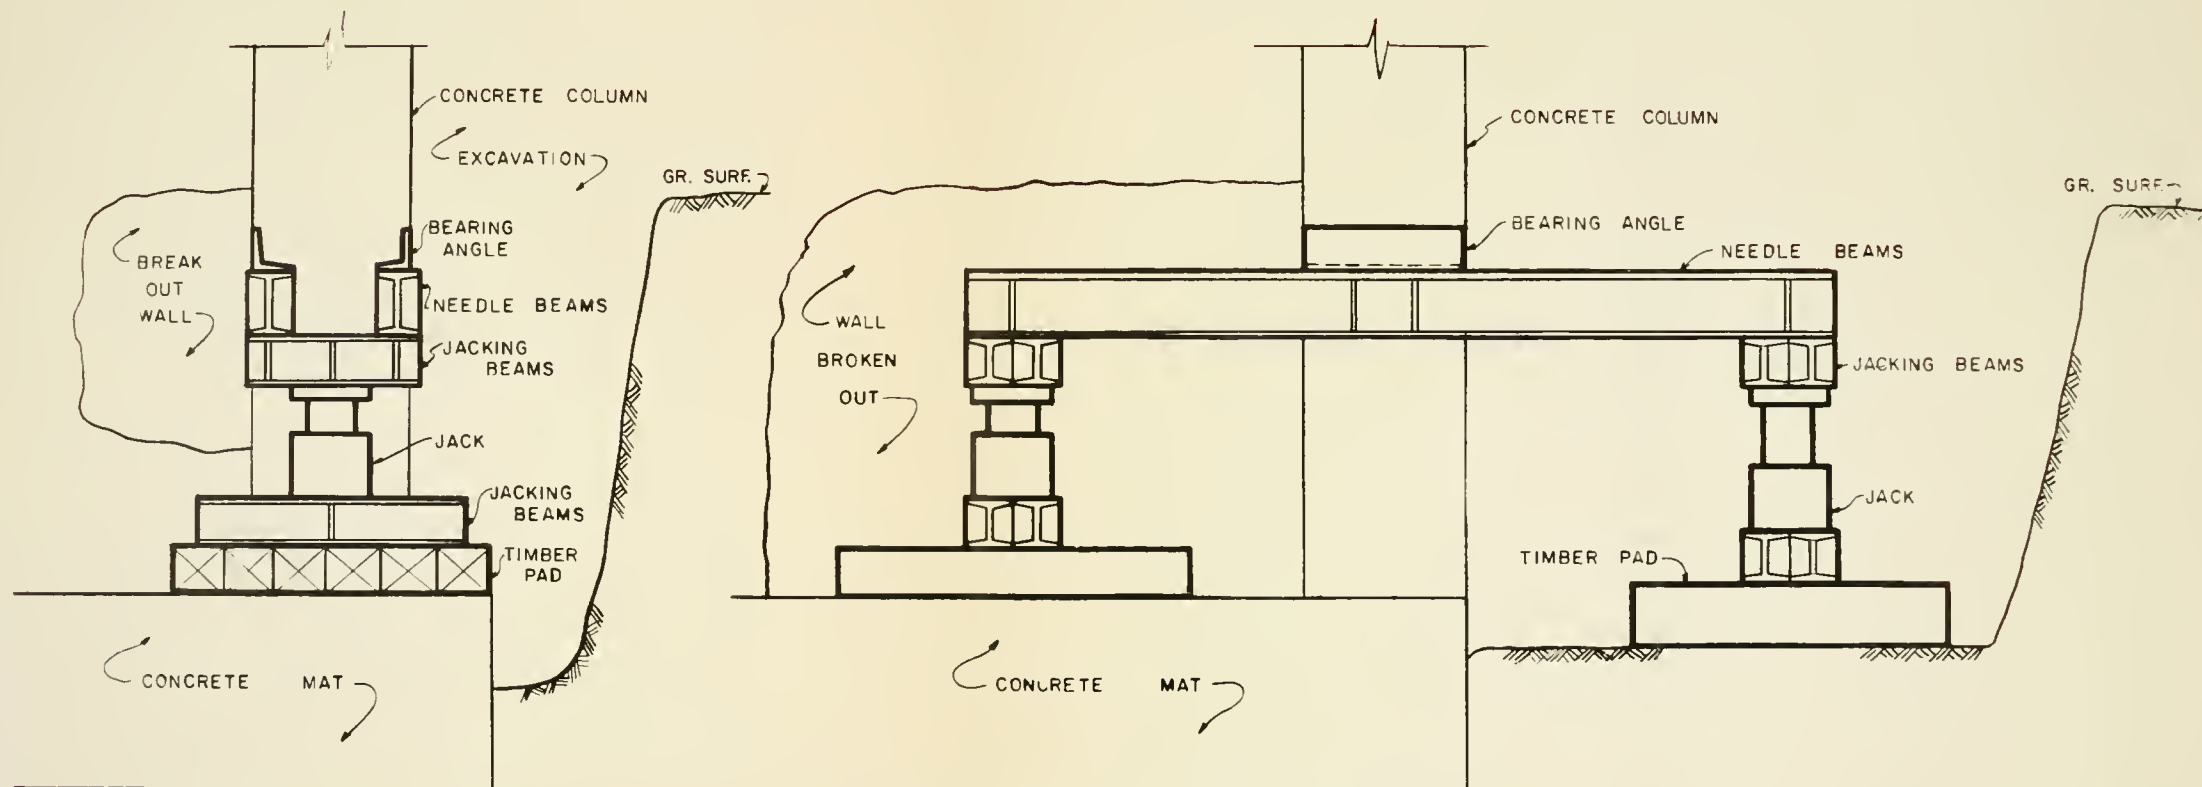 CONCRETE COLUMN
EXCAVATION
GR. SURF.
BEARING
ANGLE
BREAK
OUT
WALL
NEEDLE BEAMS
JACKING
BEAMS
JACK
JACKING
BEAMS
TIMBER
PAD
CONCRETE MAT
CONCRETE COLUMN
GR. SURF.
BEARING ANGLE
NEEDLE BEAMS
WALL
BROKEN
OUT
JACKING BEAMS
JACK
TIMBER PAD
CONCRETE MAT